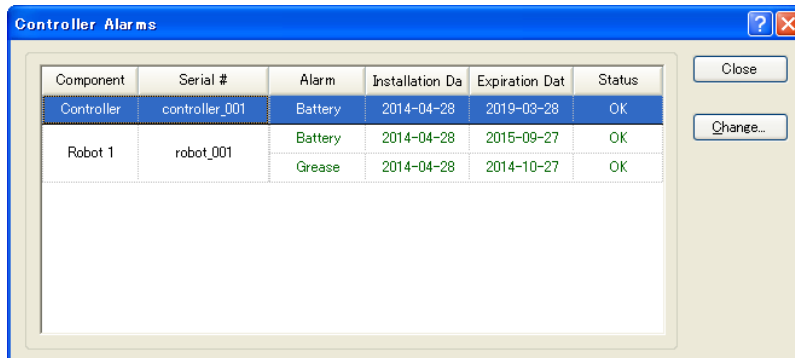 Controller Alarms
Component Serial # Alarm Installation Da Expiration Dat Status
Controller controller_001 Battery 2014-04-28 2019-03-28 OK
Robot 1 robot_001 Battery 2014-04-28 2015-09-27 OK
Grease 2014-04-28 2014-10-27 OK
Close
Change...